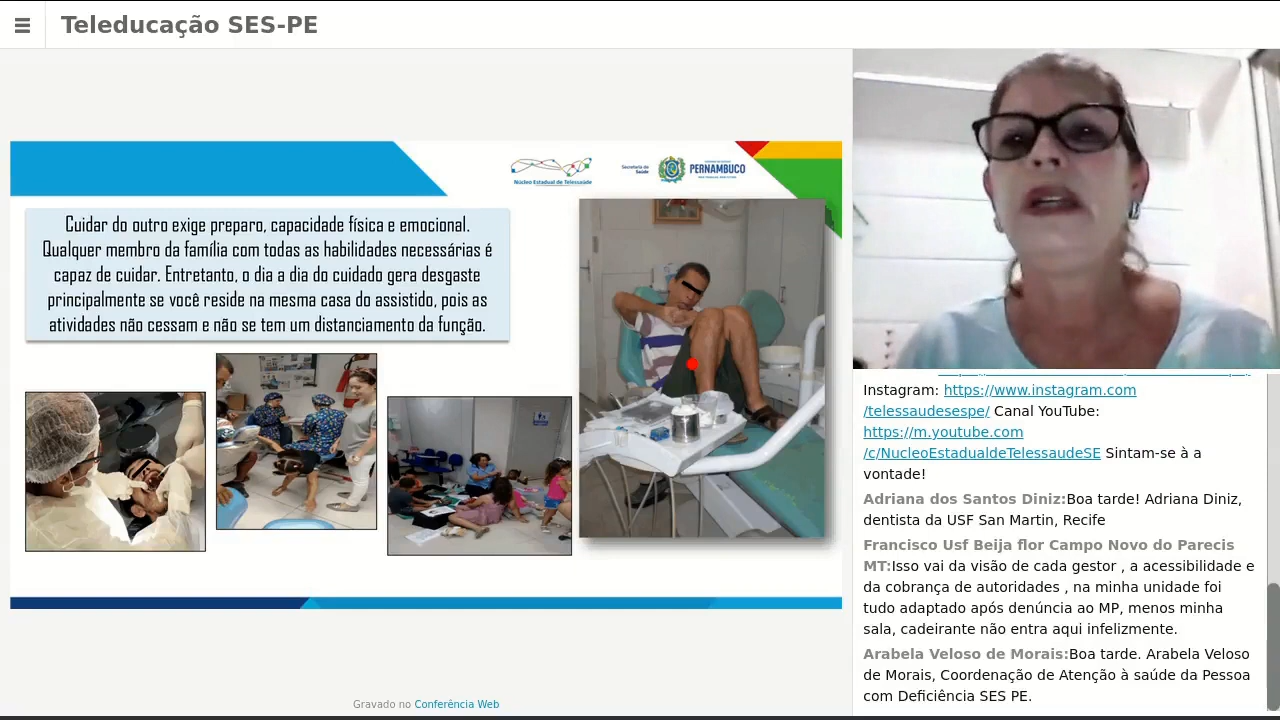 Teleducação SES-PE
Núcleo Estadual de Telessaúde
Secretaria de
Saúde
PERNAMBUCO
Cuidar do outro exige preparo, capacidade física e emocional.
Qualquer membro da família com todas as habilidades necessárias é
capaz de cuidar. Entretanto, o dia a dia do cuidado gera desgaste
principalmente se você reside na mesma casa do assistido, pois as
atividades não cessam e não se tem um distanciamento da função.
Gravado no Conferência Web
Instagram: https://www.instagram.com
/telessaudesespe/ Canal YouTube:
https://m.youtube.com
/c/NucleoEstadualdeTelessaudeSE Sintam-se à a
vontade!
Adriana dos Santos Diniz:Boa tarde! Adriana Diniz,
dentista da USF San Martin, Recife
Francisco Usf Beija flor Campo Novo do Parecis
MT:Isso vai da visão de cada gestor , a acessibilidade e
da cobrança de autoridades , na minha unidade foi
tudo adaptado após denúncia ao MP, menos minha
sala, cadeirante não entra aqui infelizmente.
Arabela Veloso de Morais:Boa tarde. Arabela Veloso
de Morais, Coordenação de Atenção à saúde da Pessoa
com Deficiência SES PE.